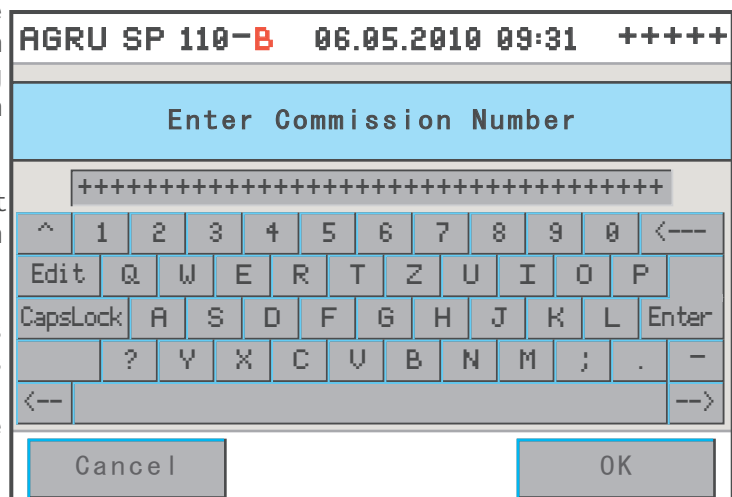 AGRU SP 110-B 06.05.2010 09:31 +++++
Enter Commission Number
++++++++++++++++++++++++++++++++++++
^ 1 2 3 4 5 6 7 8 9 0 <---
Edit Q W E R T Z U I O P
CapsLock A S D F G H J K L Enter
? Y X C V B N M ; . -
<-- -->
Cancel OK